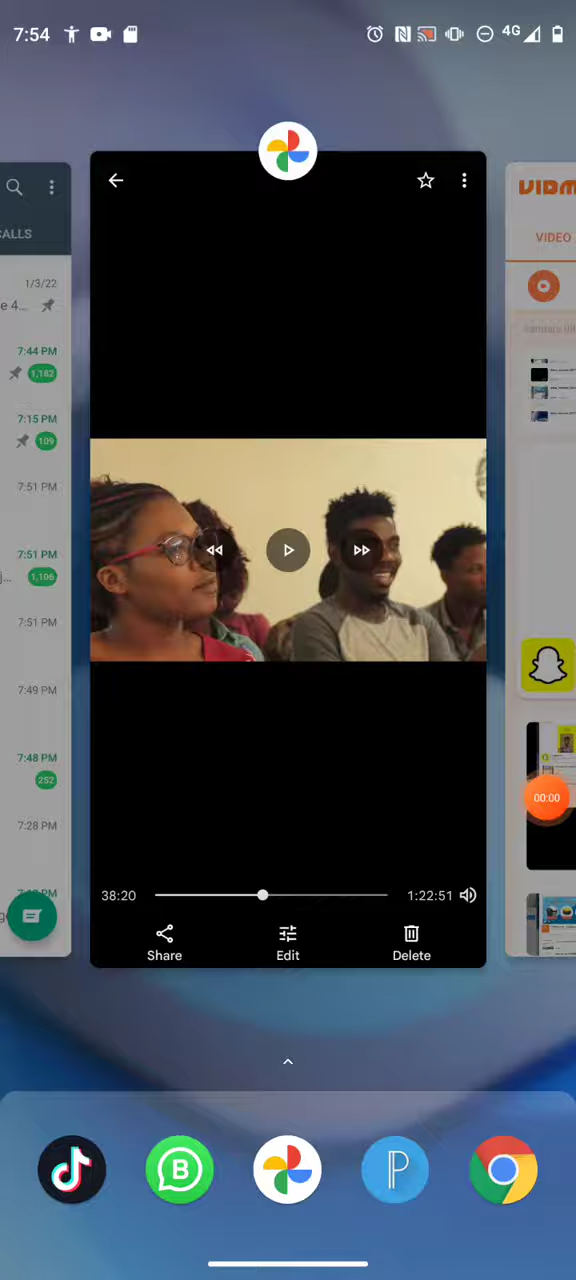 7:54
4G
CALLS
1/3/22
e 4...
7:44 PM
1,182
7:15 PM
109
7:51 PM
7:51 PM
j...
1,106
7:51 PM
7:49 PM
7:48 PM
252
7:28 PM
VIDEO
00:00
38:20
1:22:51
Share
Edit
Delete
B
P